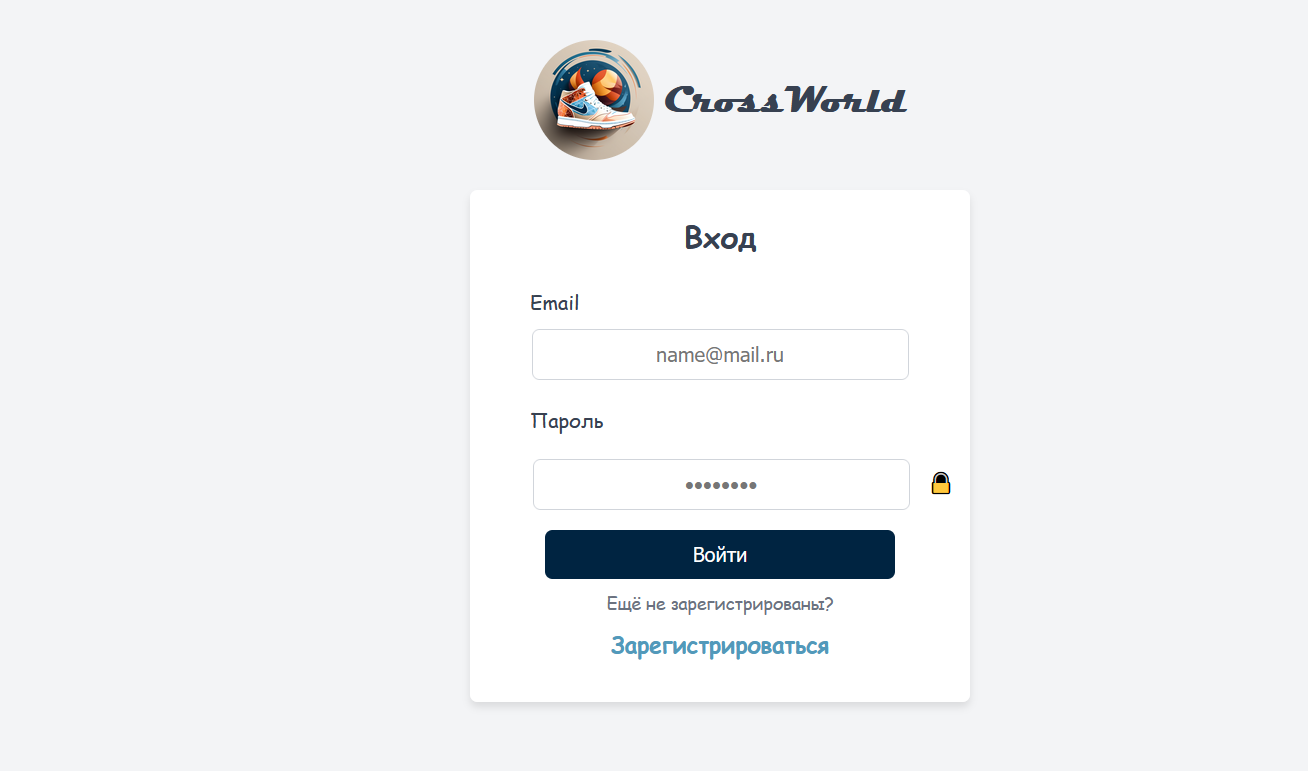 CrossWorld
Вход
Email
name@mail.ru
Пароль
••••••••
Войти
Ещё не зарегистрированы?
Зарегистрироваться